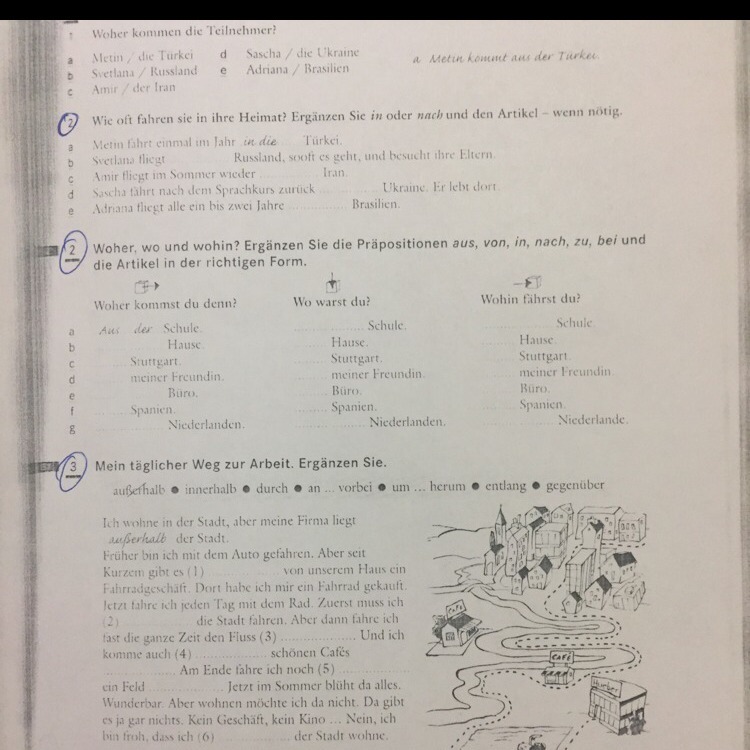 1 Woher kommen die Teilnehmer?
a Metin / die Türkei d Sascha / die Ukraine a Metin kommt aus der Türkei.
b Svetlana / Russland e Adriana / Brasilien
c Amir / der Iran
2 Wie oft fahren sie in ihre Heimat? Ergänzen Sie in oder nach und den Artikel – wenn nötig.
a Metin fährt einmal im Jahr in die Türkei.
b Svetlana fliegt ........ Russland, sooft es geht, und besucht ihre Eltern.
c Amir fliegt im Sommer wieder ........ Iran.
d Sascha fährt nach dem Sprachkurs zurück ........ Ukraine. Er lebt dort.
e Adriana fliegt alle ein bis zwei Jahre ........ Brasilien.
2 Woher, wo und wohin? Ergänzen Sie die Präpositionen aus, von, in, nach, zu, bei und
die Artikel in der richtigen Form.
Woher kommst du denn? Wo warst du? Wohin fährst du?
a Aus der Schule. ........ Schule. ........ Schule.
b ........ Hause. ........ Hause. ........ Hause.
c ........ Stuttgart. ........ Stuttgart. ........ Stuttgart.
d ........ meiner Freundin. ........ meiner Freundin. ........ meiner Freundin.
e ........ Büro. ........ Büro. ........ Büro.
f ........ Spanien. ........ Spanien. ........ Spanien.
g ........ Niederlanden. ........ Niederlanden. ........ Niederlande.
3 Mein täglicher Weg zur Arbeit. Ergänzen Sie.
außerhalb ● innerhalb ● durch ● an ... vorbei ● um ... herum ● entlang ● gegenüber
Ich wohne in der Stadt, aber meine Firma liegt
außerhalb der Stadt.
Früher bin ich mit dem Auto gefahren. Aber seit
Kurzem gibt es (1) ........ von unserem Haus ein
Fahrradgeschäft. Dort habe ich mir ein Fahrrad gekauft.
Jetzt fahre ich jeden Tag mit dem Rad. Zuerst muss ich
(2) ........ die Stadt fahren. Aber dann fahre ich
fast die ganze Zeit den Fluss (3) ........ Und ich
komme auch (4) ........ schönen Cafés
........ Am Ende fahre ich noch (5) ........
ein Feld ........ Jetzt im Sommer blüht da alles.
Wunderbar. Aber wohnen möchte ich da nicht. Da gibt
es ja gar nichts. Kein Geschäft, kein Kino ... Nein, ich
bin froh, dass ich (6) ........ der Stadt wohne.
Café
Café